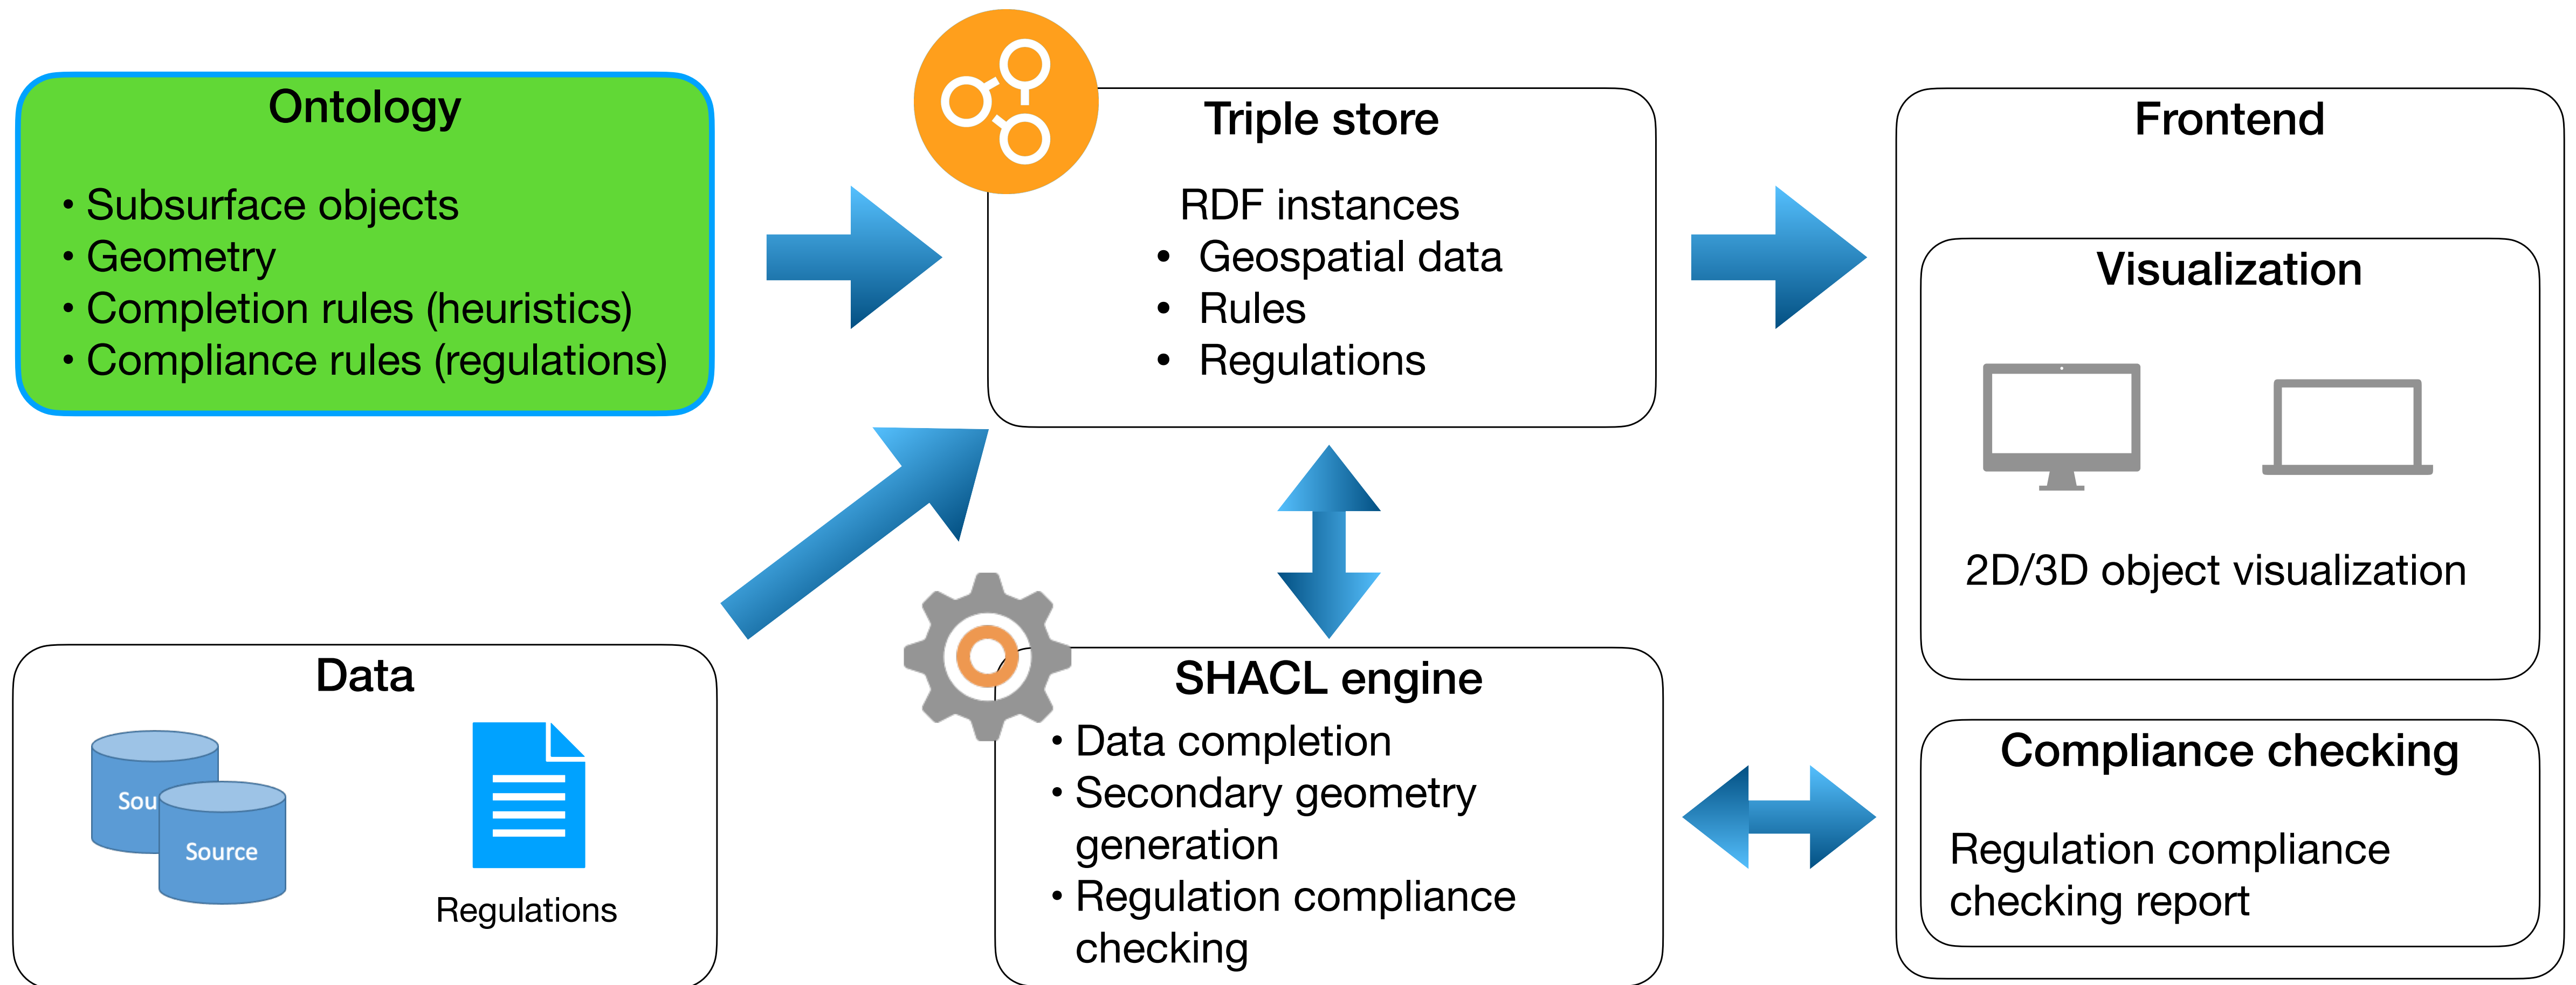 Ontology
• Subsurface objects
• Geometry
• Completion rules (heuristics)
• Compliance rules (regulations)
Triple store
RDF instances
• Geospatial data
• Rules
• Regulations
Frontend
Visualization
2D/3D object visualization
Data
Sou
Source
Regulations
SHACL engine
• Data completion
• Secondary geometry
generation
• Regulation compliance
checking
Compliance checking
Regulation compliance
checking report